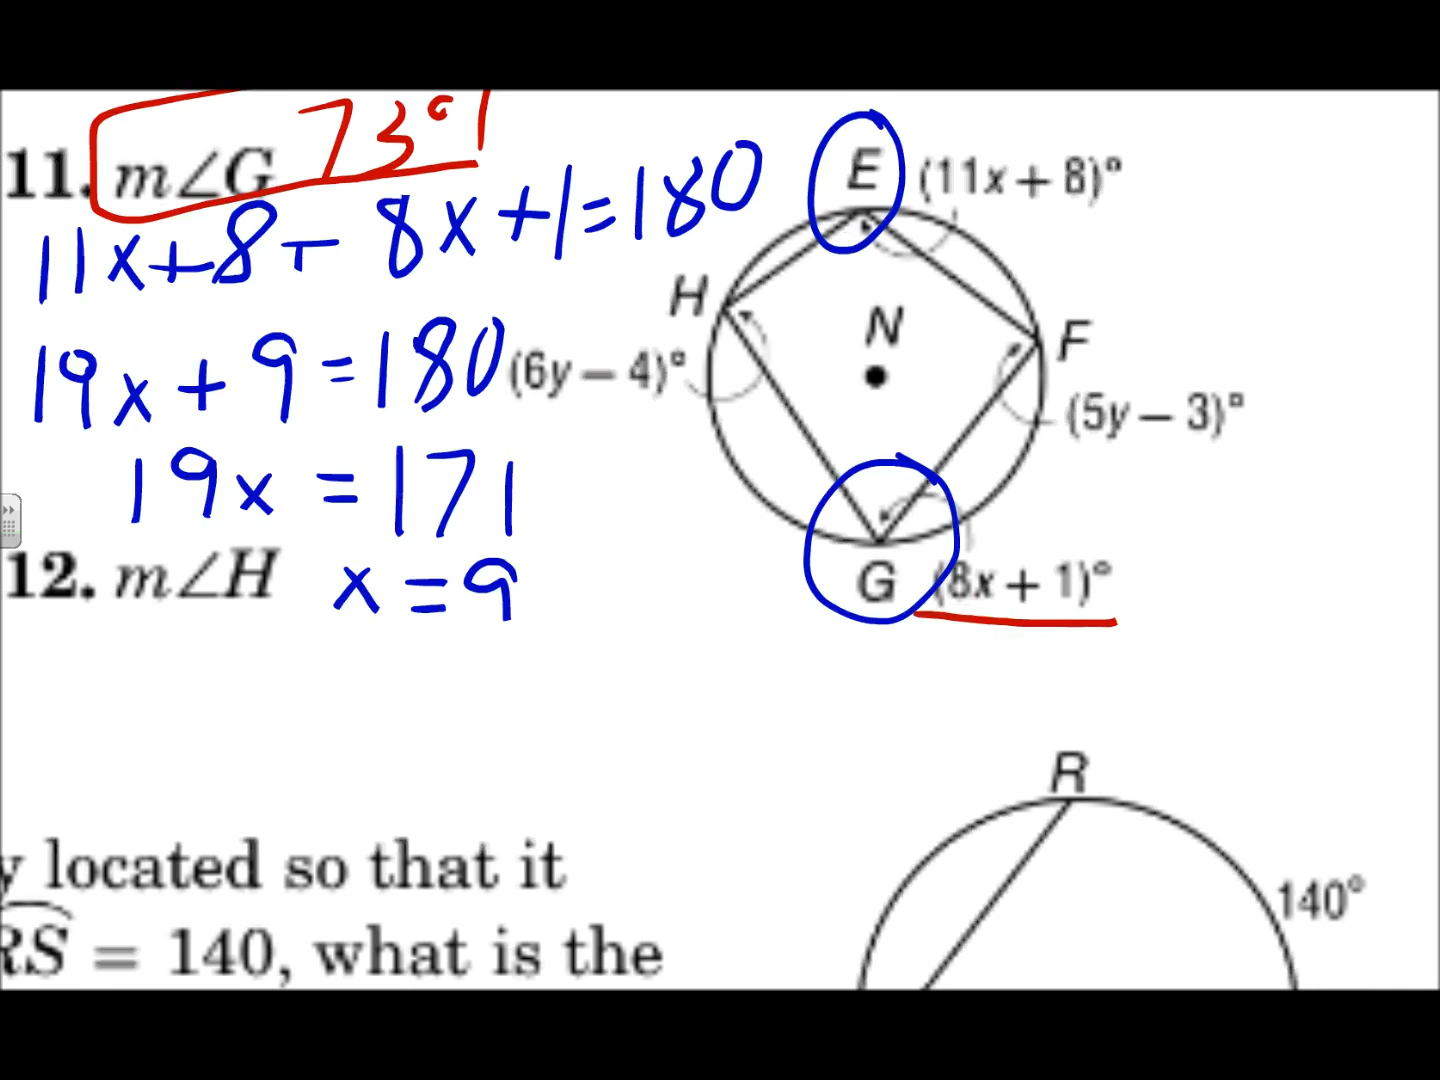 11. m∠G 73°
11x+8+8x+1=180
19x+9=180
19x=171
12. m∠H x=9
E (11x + 8)°
H
N
F
(6y – 4)°
(5y – 3)°
G (8x + 1)°
R
140°
y located so that it
RS = 140, what is the